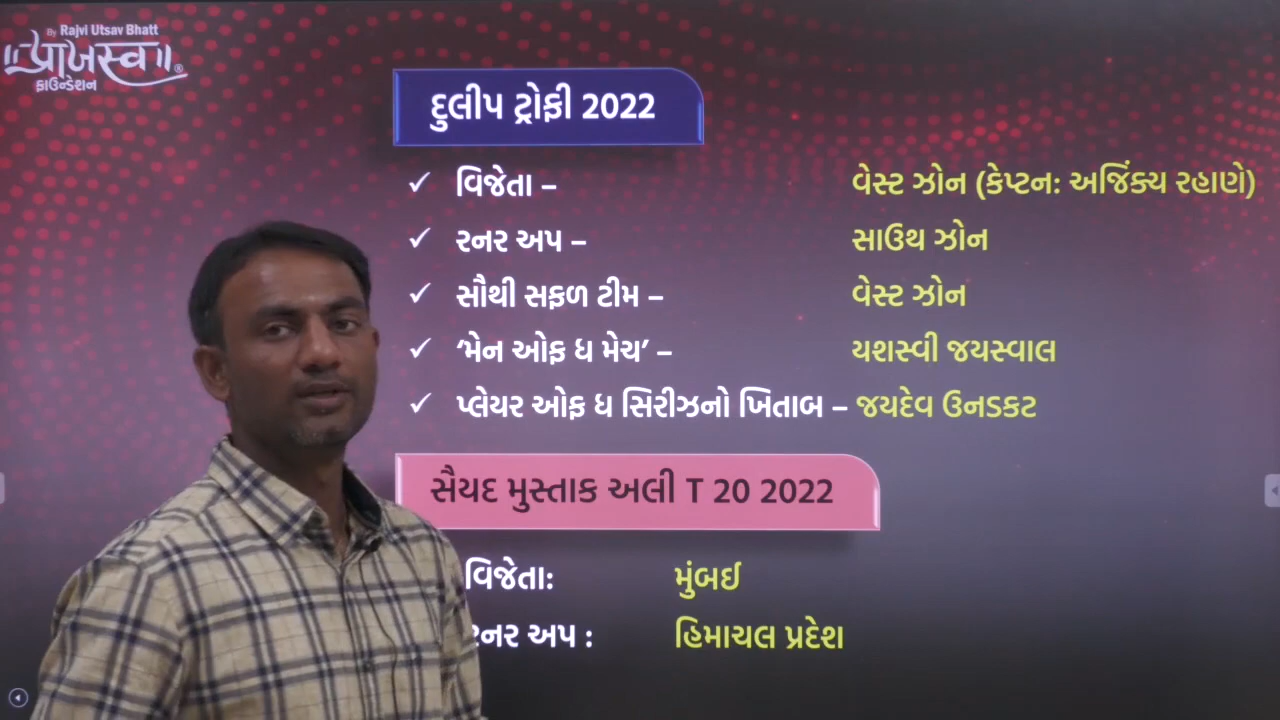 By Rajvi Utsav Bhatt
॥પ્રાખસ્વ॥®
ફાઉન્ડેશન
દુલીપ ટ્રોફી 2022
✓ વિજેતા – વેસ્ટ ઝોન (કેપ્ટન: અજિંક્ય રહાણે)
✓ રનર અપ – સાઉથ ઝોન
✓ સૌથી સફળ ટીમ – વેસ્ટ ઝોન
✓ ‘મેન ઓફ ધ મેચ’ – યશસ્વી જયસ્વાલ
✓ પ્લેયર ઓફ ધ સિરીઝનો ખિતાબ – જયદેવ ઉનડકટ
સૈયદ મુસ્તાક અલી T 20 2022
વિજેતા: મુંબઈ
રનર અપ : હિમાચલ પ્રદેશ